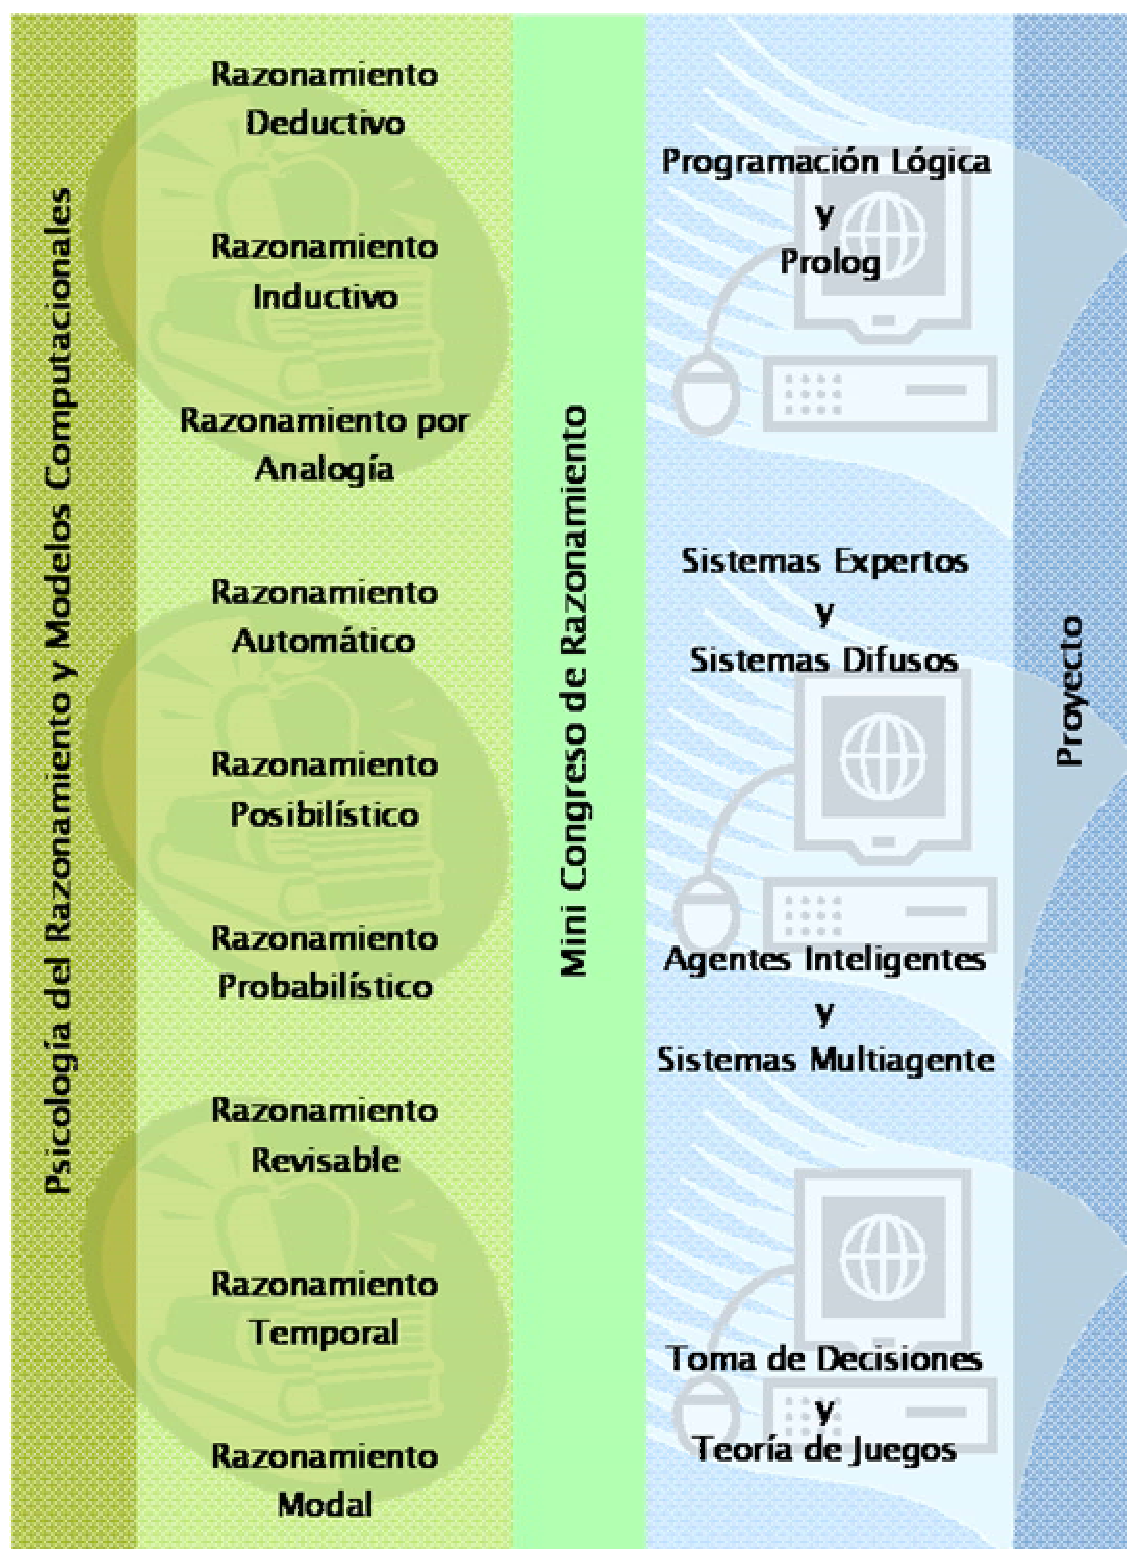 Psicología del Razonamiento y Modelos Computacionales
Razonamiento
Deductivo
Razonamiento
Inductivo
Razonamiento por
Analogía
Razonamiento
Automático
Razonamiento
Posibilístico
Razonamiento
Probabilístico
Razonamiento
Revisable
Razonamiento
Temporal
Razonamiento
Modal
Mini Congreso de Razonamiento
Programación Lógica
y
Prolog
Sistemas Expertos
y
Sistemas Difusos
Agentes Inteligentes
y
Sistemas Multiagente
Toma de Decisiones
y
Teoría de Juegos
Proyecto